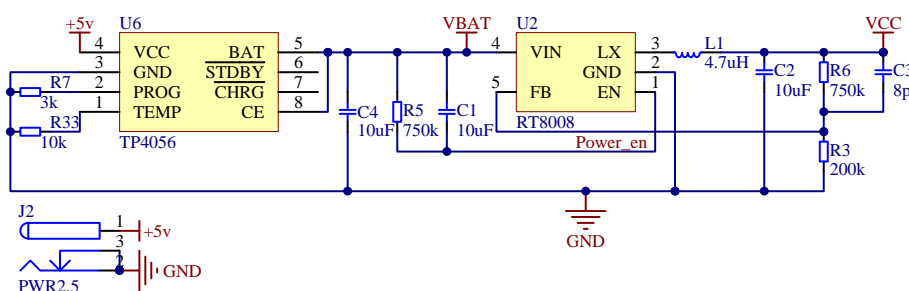 +5v
U6
VBAT
U2
VCC
4 VCC BAT 5
3 GND STDBY 6
2 PROG CHRG 7
1 TEMP CE 8
TP4056
R7
3k
R33
10k
C4
10uF
R5
750k
C1
10uF
4 VIN LX 3
GND 2
5 FB EN 1
RT8008
Power_en
L1
4.7uH
C2
10uF
R6
750k
C3
8p
R3
200k
GND
J2
1
+5v
3
2
GND
PWR2.5